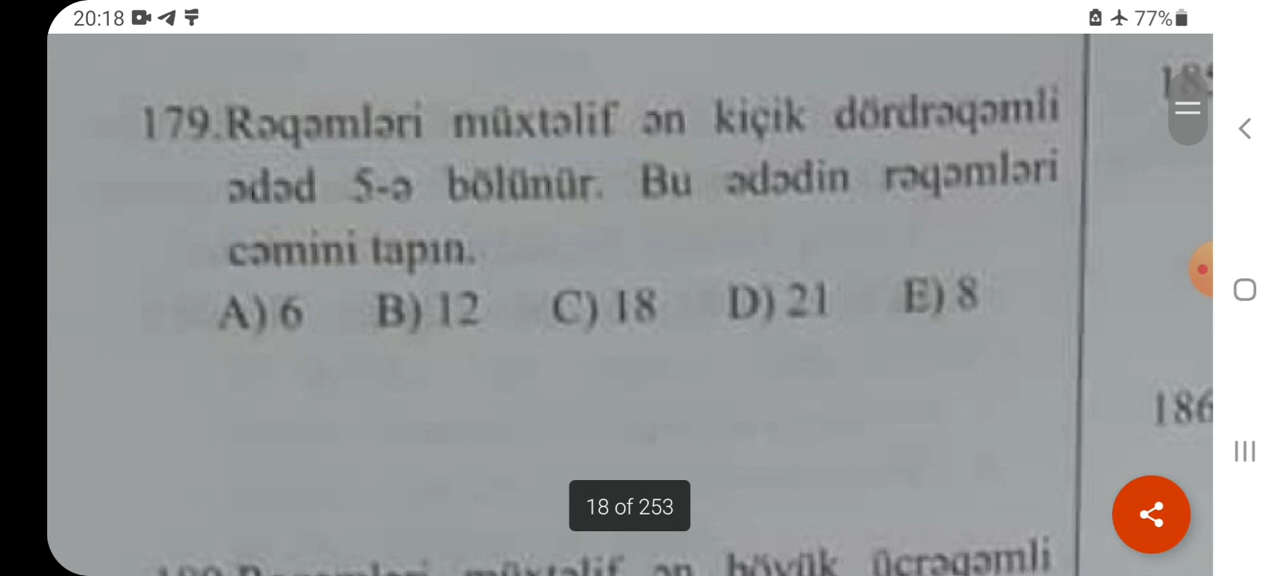 20:18
77%
179.Rəqəmləri müxtəlif ən kiçik dördrəqəmli
ədəd 5-ə bölünür. Bu ədədin rəqəmləri
cəmini tapın.
A) 6 B) 12 C) 18 D) 21 E) 8
186
18 of 253
müxtəlif ən böyük üçrəqəmli